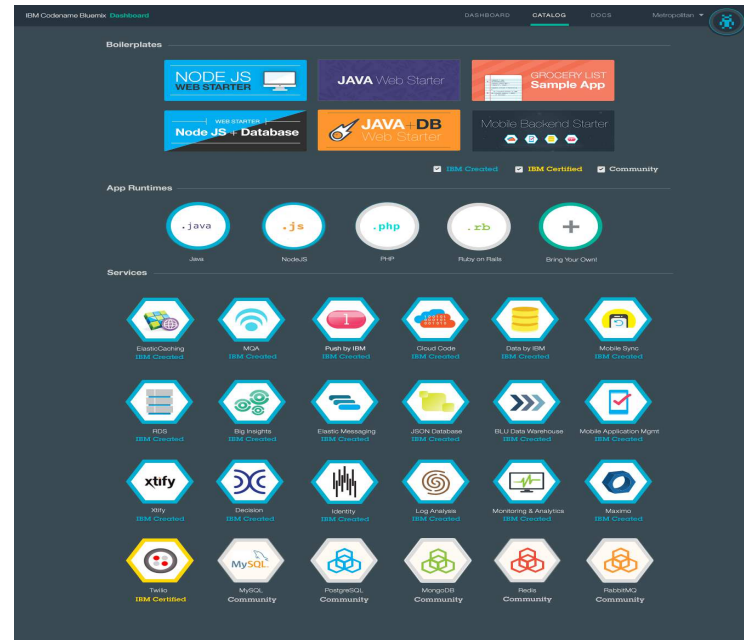 IBM Codename Bluemix Dashboard
DASHBOARD CATALOG DOCS Metropolitan
Boilerplates
NODE JS
WEB STARTER
JAVA Web Starter
GROCERY LIST
Sample App
WEB STARTER
Node JS + Database
JAVA+DB
Web Starter
Mobile Backend Starter
IBM Created IBM Certified Community
App Runtimes
.java .js .php .rb +
Java NodeJS PHP Ruby on Rails Bring Your Own!
Services
1
ElasticCaching MQA Push by IBM Cloud Code Data by IBM Mobile Sync
IBM Created IBM Created IBM Created IBM Created IBM Created IBM Created
RDS Big Insights Elastic Messaging JSON Database BLU Data Warehouse Mobile Application Mgmt
IBM Created IBM Created IBM Created IBM Created IBM Created IBM Created
xtify
Xtify Decision Identity Log Analysis Monitoring & Analytics Maximo
IBM Created IBM Created IBM Created IBM Created IBM Created IBM Created
MySQL
Twilio MySQL PostgreSQL MongoDB Redis RabbitMQ
IBM Certified Community Community Community Community Community